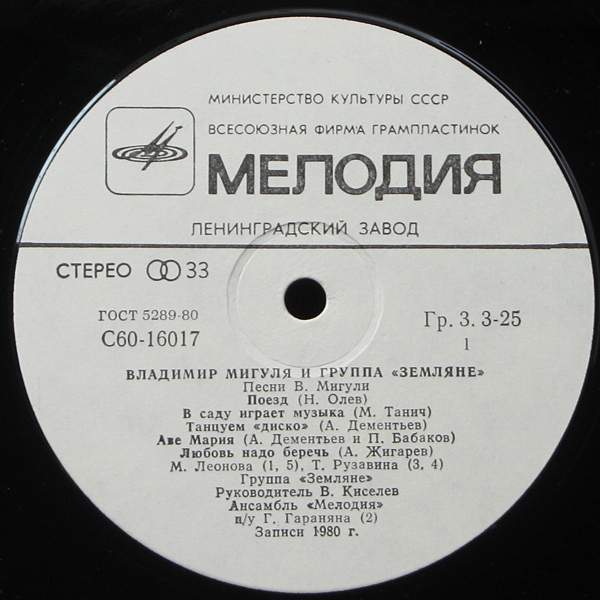 МИНИСТЕРСТВО КУЛЬТУРЫ СССР
ВСЕСОЮЗНАЯ ФИРМА ГРАМПЛАСТИНОК
МЕЛОДИЯ
ЛЕНИНГРАДСКИЙ ЗАВОД
СТЕРЕО 33
ГОСТ 5289-80
С60-16017
Гр. 3. 3-25
1
ВЛАДИМИР МИГУЛЯ И ГРУППА «ЗЕМЛЯНЕ»
Песни В. Мигули
Поезд (Н. Олев)
В саду играет музыка (М. Танич)
Танцуем «диско» (А. Дементьев)
Аве Мария (А. Дементьев и П. Бабаков)
Любовь надо беречь (А. Жигарев)
М. Леонова (1, 5), Т. Рузавина (3, 4)
Группа «Земляне»
Руководитель В. Киселев
Ансамбль «Мелодия»
п/у Г. Гараняна (2)
Записи 1980 г.